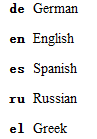 de German
en English
es Spanish
ru Russian
el Greek